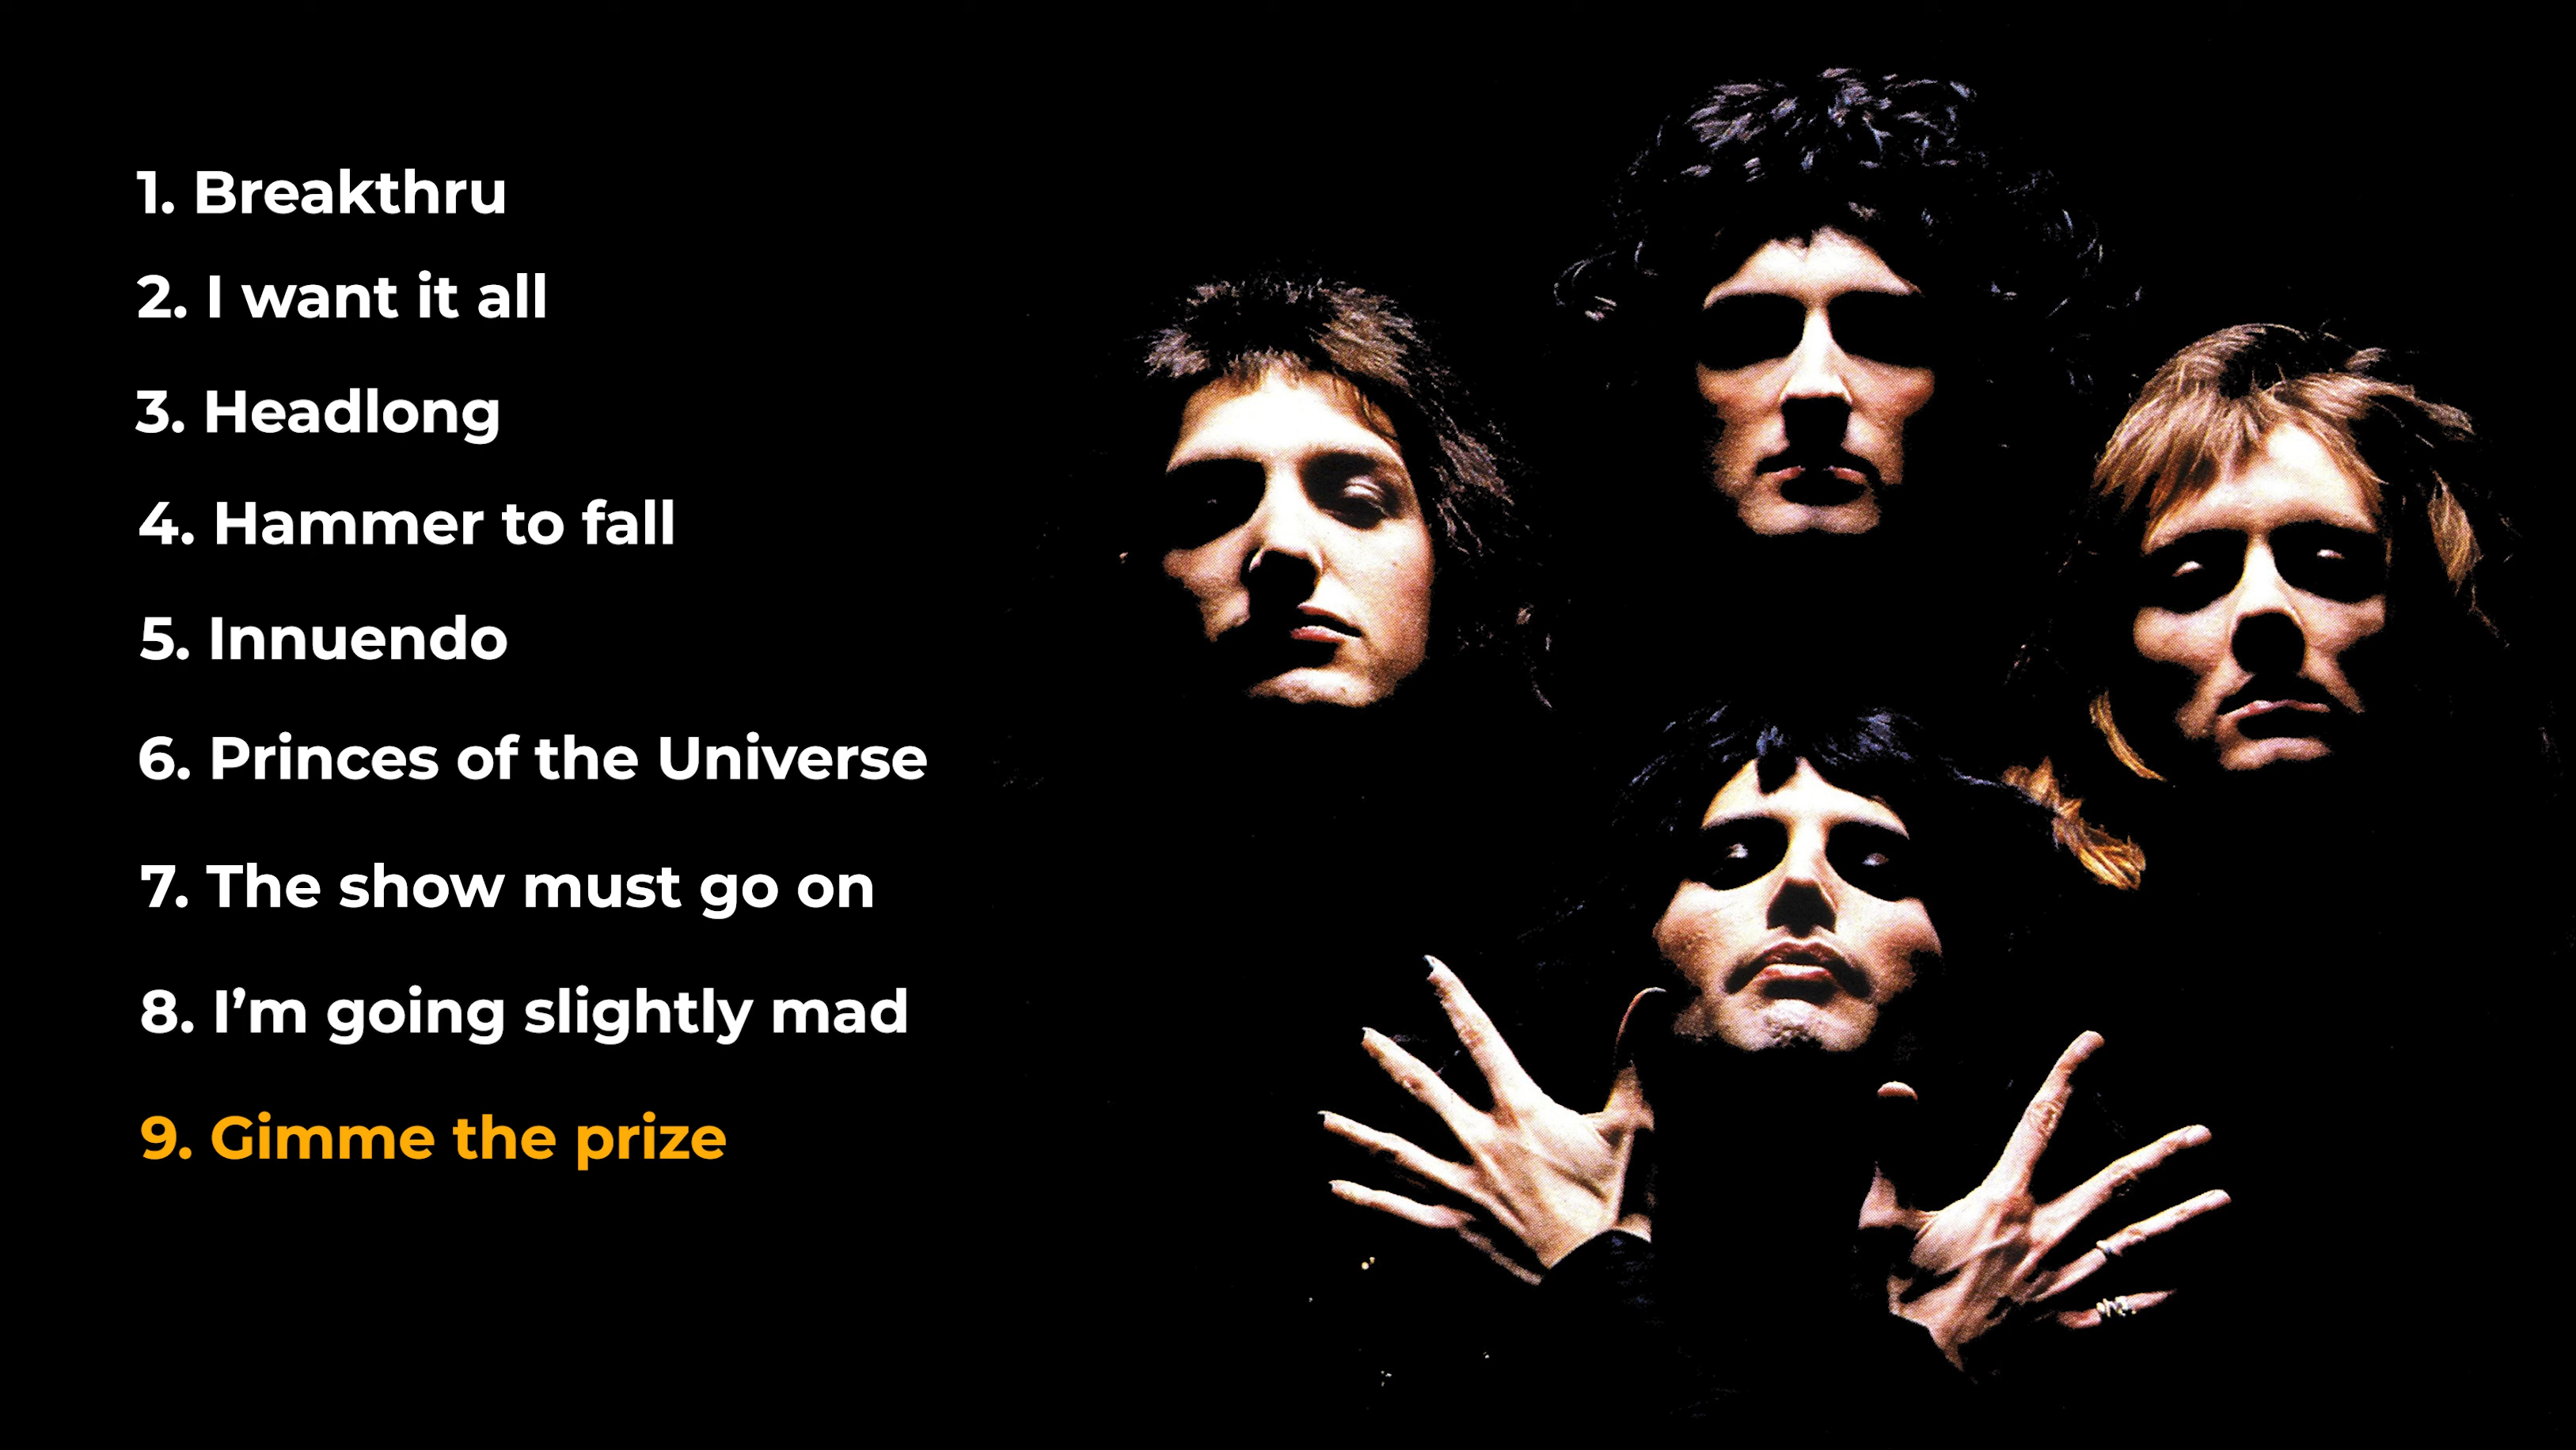 1. Breakthru
2. I want it all
3. Headlong
4. Hammer to fall
5. Innuendo
6. Princes of the Universe
7. The show must go on
8. I’m going slightly mad
9. Gimme the prize